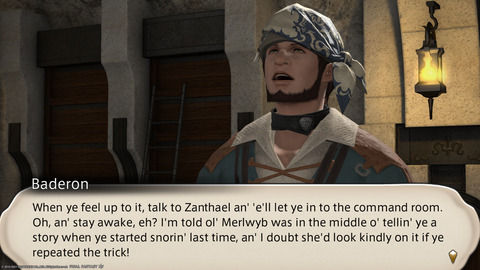 Baderon
When ye feel up to it, talk to Zanthael an' 'e'll let ye in to the command room.
Oh, an' stay awake, eh? I'm told ol' Merlwyb was in the middle o' tellin' ye a
story when ye started snorin' last time, an' I doubt she'd look kindly on it if ye
repeated the trick!